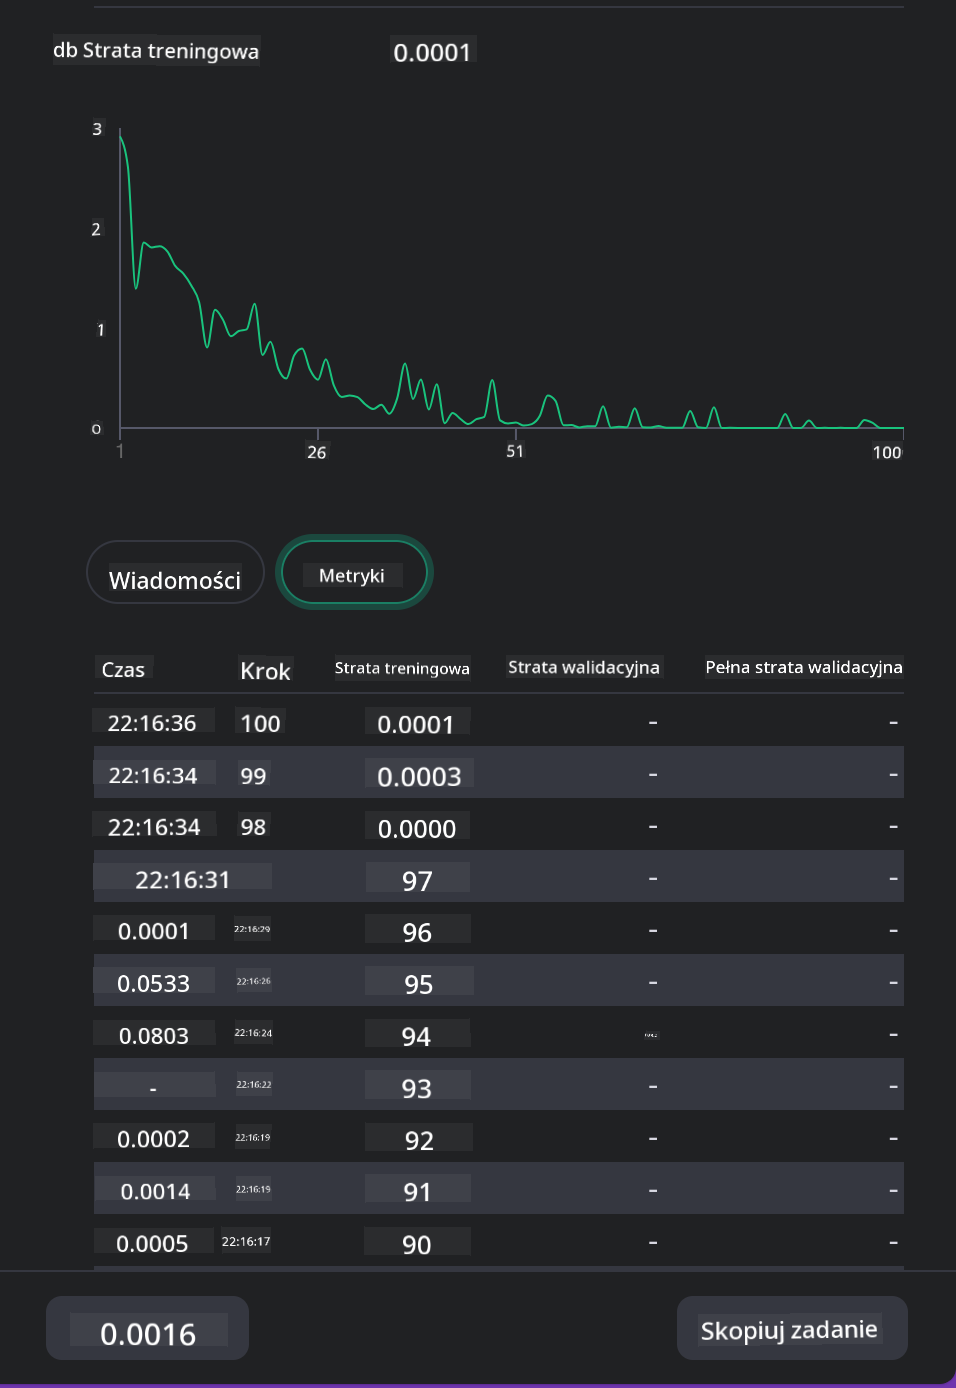 db Strata treningowa 0.0001
3
2
1
0
1 26 51 100
Wiadomości Metryki
Czas Krok Strata treningowa Strata walidacyjna Pełna strata walidacyjna
22:16:36 100 0.0001 – –
22:16:34 99 0.0003 – –
22:16:34 98 0.0000 – –
22:16:31 97 – –
0.0001 22:16:29 96 – –
0.0533 22:16:26 95 – –
0.0803 22:16:24 94 –
- 22:16:22 93 – –
0.0002 22:16:19 92 – –
0.0014 22:16:19 91 – –
0.0005 22:16:17 90 – –
0.0016 Skopiuj zadanie